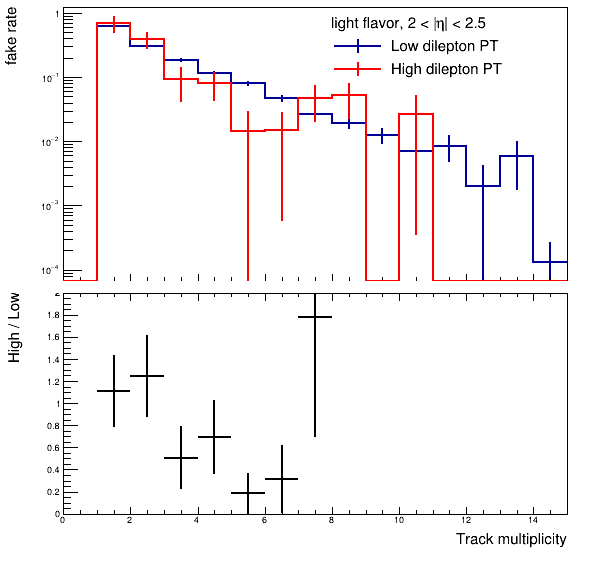 fake rate
light flavor, 2 < |η| < 2.5
Low dilepton PT
High dilepton PT
1
10⁻¹
10⁻²
10⁻³
10⁻⁴
High / Low
2
1.8
1.6
1.4
1.2
1
0.8
0.6
0.4
0.2
0
0 2 4 6 8 10 12 14
Track multiplicity